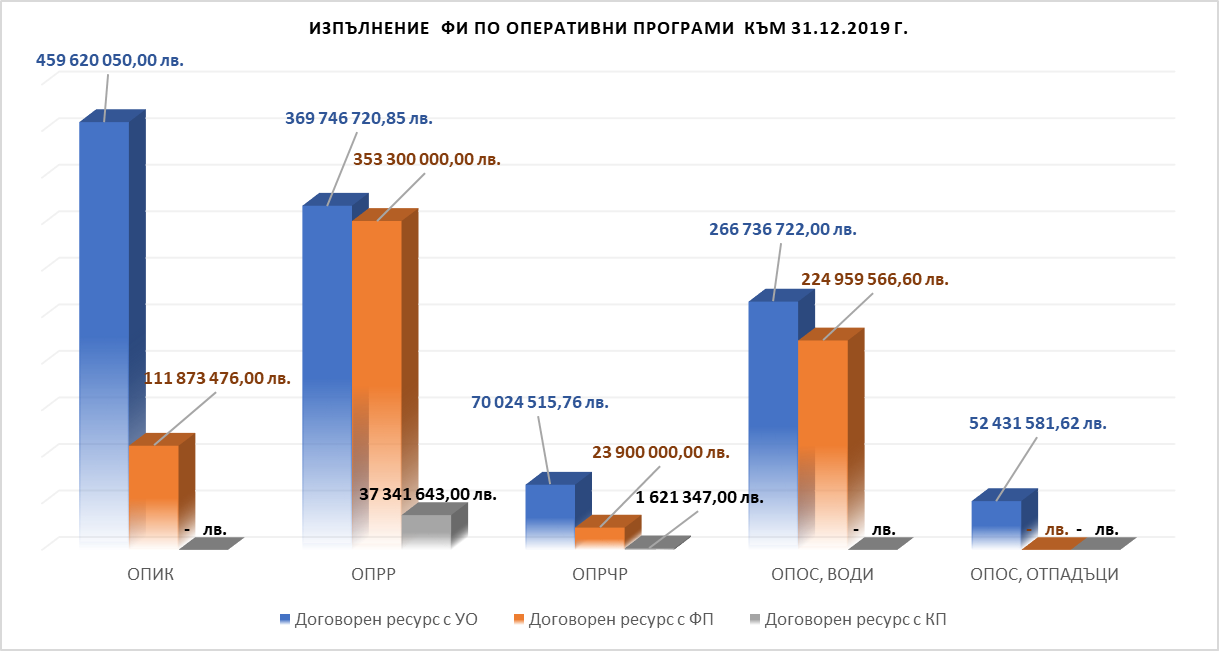 ИЗПЪЛНЕНИЕ ФИ ПО ОПЕРАТИВНИ ПРОГРАМИ КЪМ 31.12.2019 Г.
459 620 050,00 лв.
111 873 476,00 лв.
- лв.
369 746 720,85 лв.
353 300 000,00 лв.
37 341 643,00 лв.
70 024 515,76 лв.
23 900 000,00 лв.
1 621 347,00 лв.
266 736 722,00 лв.
224 959 566,60 лв.
- лв.
52 431 581,62 лв.
- лв.
- лв.
ОПИК
ОПРР
ОПРЧР
ОПОС, ВОДИ
ОПОС, ОТПАДЪЦИ
Договорен ресурс с УО
Договорен ресурс с ФП
Договорен ресурс с КП